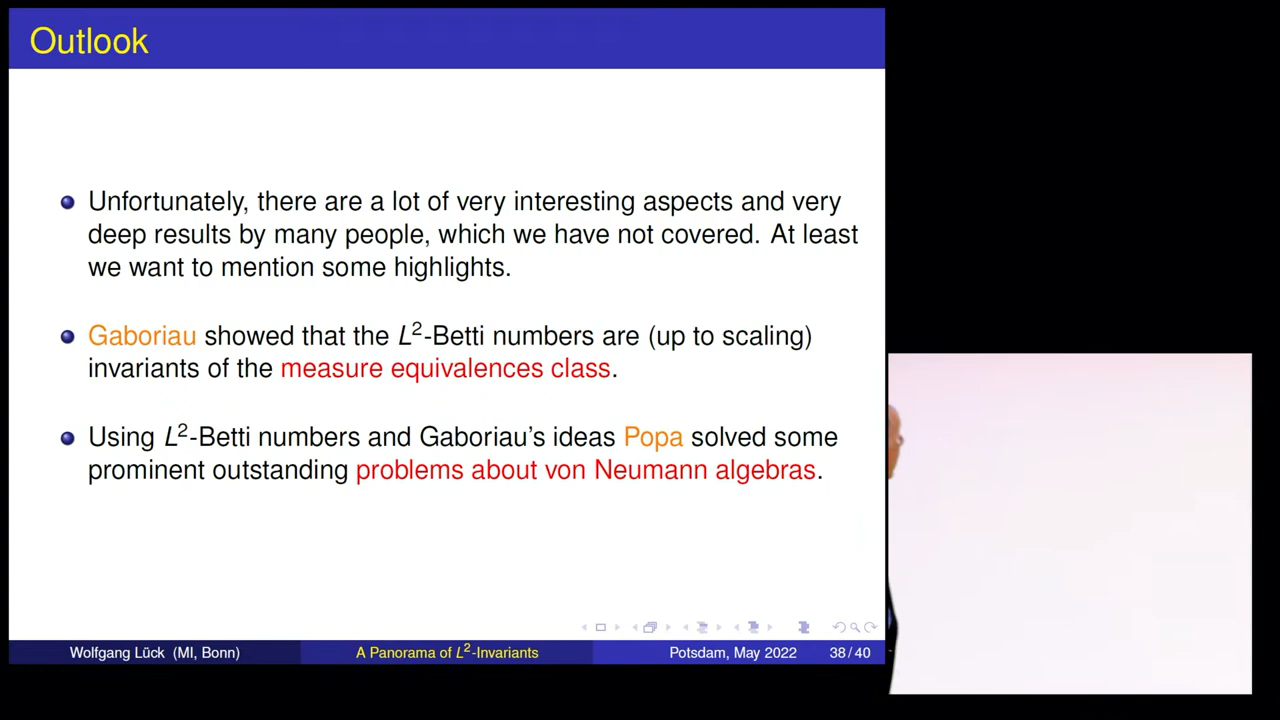 Outlook
Unfortunately, there are a lot of very interesting aspects and very
deep results by many people, which we have not covered. At least
we want to mention some highlights.
Gaboriau showed that the L²-Betti numbers are (up to scaling)
invariants of the measure equivalences class.
Using L²-Betti numbers and Gaboriau's ideas Popa solved some
prominent outstanding problems about von Neumann algebras.
Wolfgang Lück (MI, Bonn) A Panorama of L²-Invariants Potsdam, May 2022 38 / 40